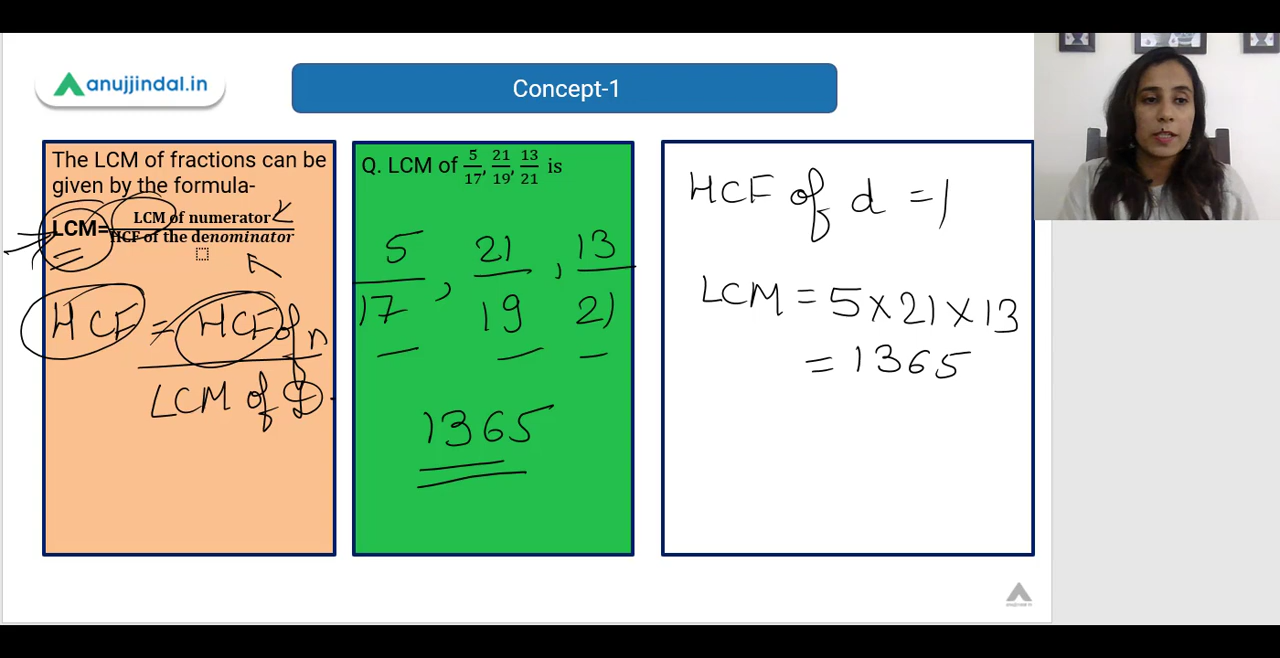 anujjindal.in
Concept-1
The LCM of fractions can be
given by the formula-
LCM= LCM of numerator / HCF of the denominator
HCF = HCF of n / LCM of D.
Q. LCM of 5/17, 21/19, 13/21 is
5/17, 21/19, 13/21
1365
HCF of d = 1
LCM = 5 × 21 × 13
= 1365
anujjindal.in